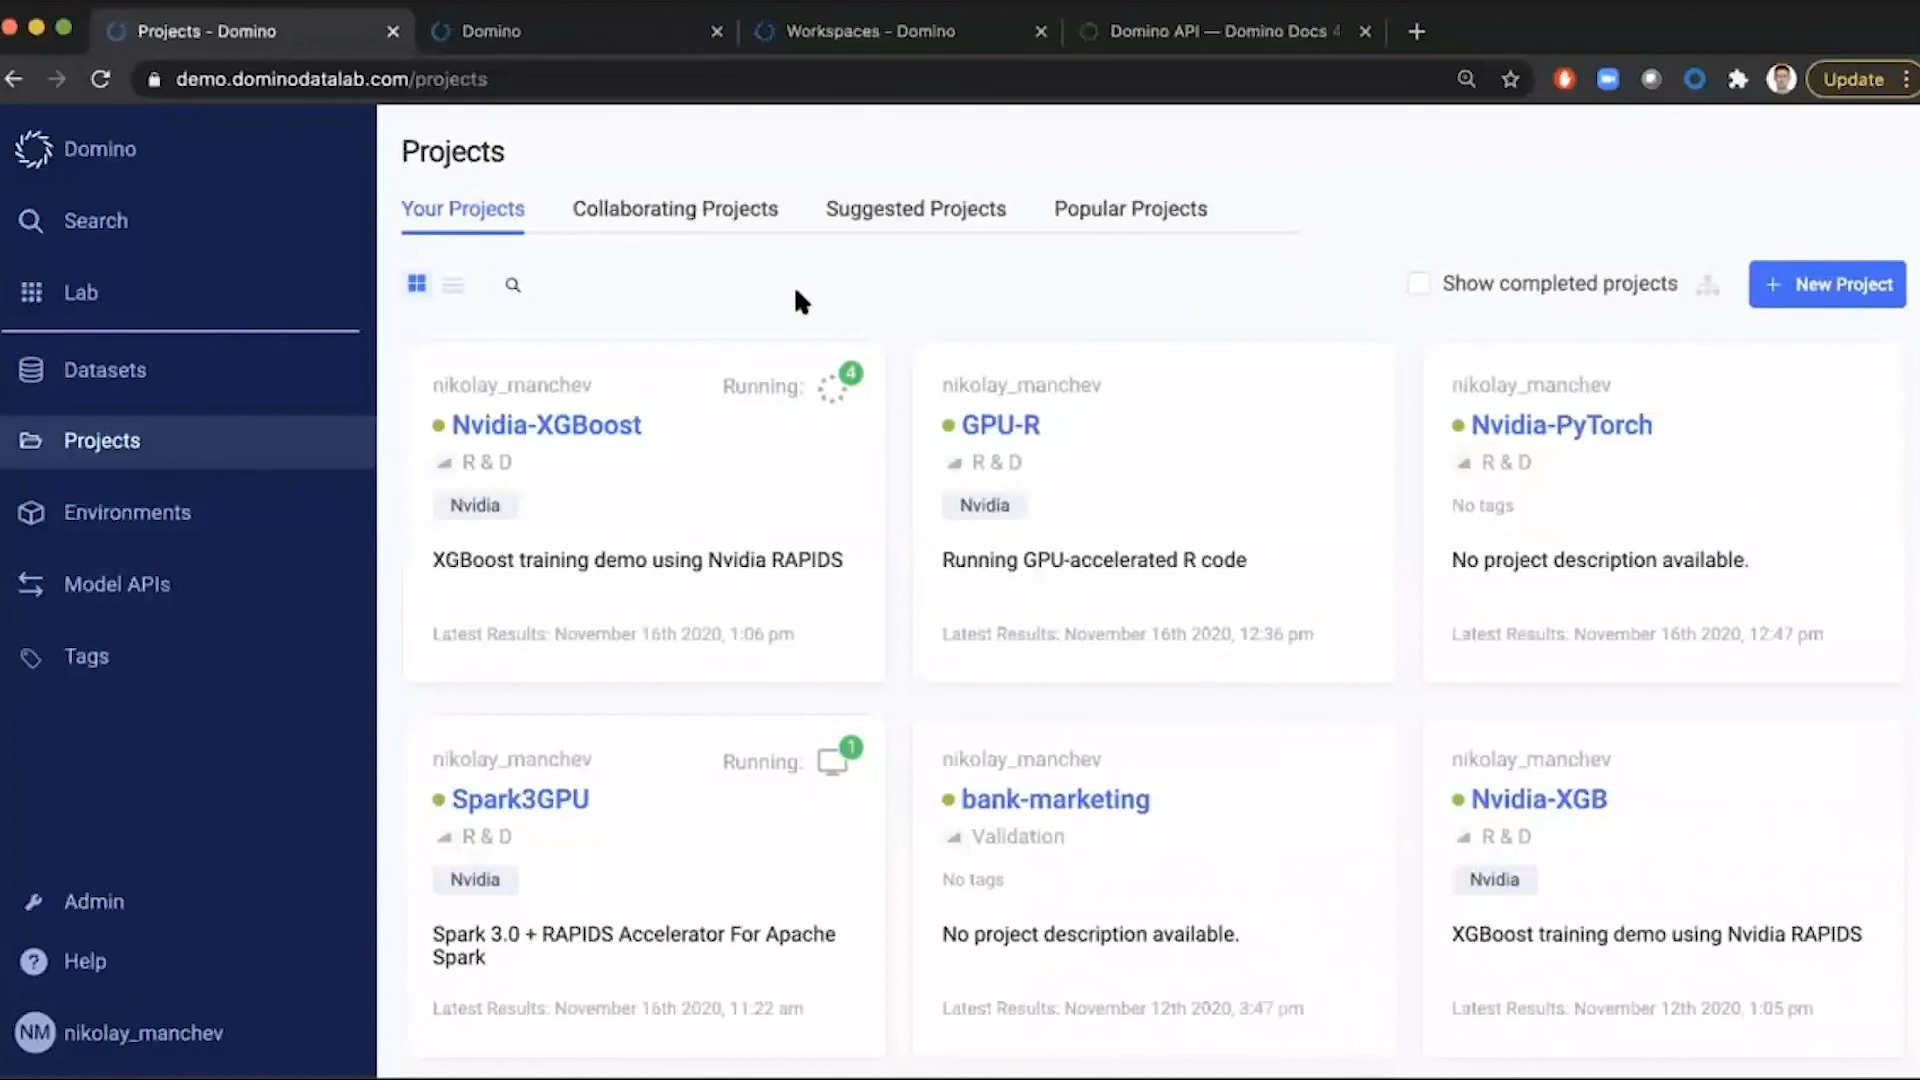 Projects - Domino
Domino
Workspaces - Domino
Domino API — Domino Docs 4
demo.dominodatalab.com/projects
Update
Domino
Search
Lab
Datasets
Projects
Environments
Model APIs
Tags
Admin
Help
NM nikolay_manchev
Projects
Your Projects Collaborating Projects Suggested Projects Popular Projects
Show completed projects
+ New Project
nikolay_manchev Running: 4
Nvidia-XGBoost
R & D
Nvidia
XGBoost training demo using Nvidia RAPIDS
Latest Results: November 16th 2020, 1:06 pm
nikolay_manchev
GPU-R
R & D
Nvidia
Running GPU-accelerated R code
Latest Results: November 16th 2020, 12:36 pm
nikolay_manchev
Nvidia-PyTorch
R & D
No tags
No project description available.
Latest Results: November 16th 2020, 12:47 pm
nikolay_manchev Running: 1
Spark3GPU
R & D
Nvidia
Spark 3.0 + RAPIDS Accelerator For Apache
Spark
Latest Results: November 16th 2020, 11:22 am
nikolay_manchev
bank-marketing
Validation
No tags
No project description available.
Latest Results: November 12th 2020, 3:47 pm
nikolay_manchev
Nvidia-XGB
R & D
Nvidia
XGBoost training demo using Nvidia RAPIDS
Latest Results: November 12th 2020, 1:05 pm